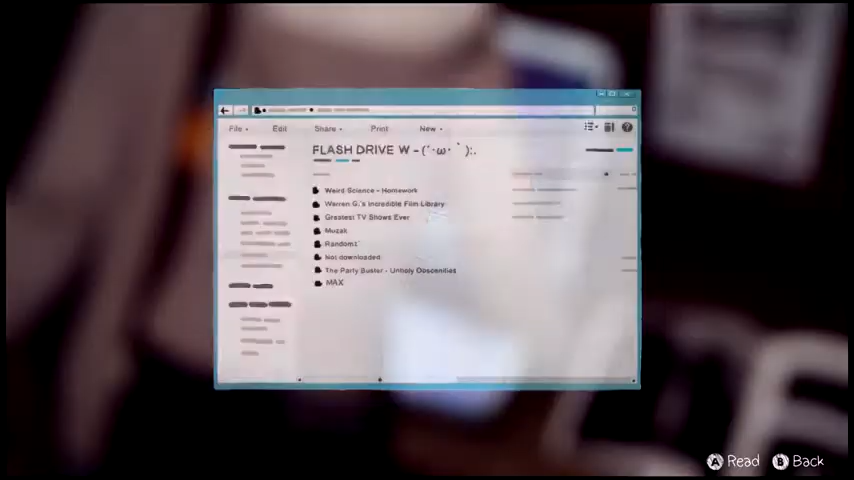 File Edit Share Print New
FLASH DRIVE W - (´･ω･`):.
Weird Science - Homework
Warren G.'s Incredible Film Library
Greatest TV Shows Ever
Muzak
Random1
Not downloaded
The Party Buster - Unholy Obscenities
MAX
A Read B Back